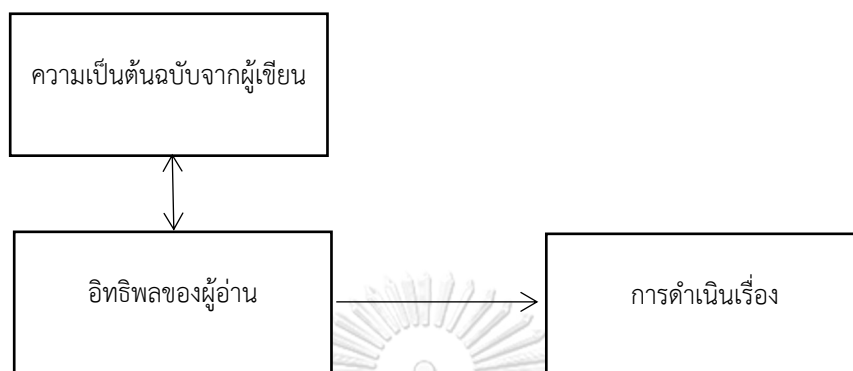 ความเป็นต้นฉบับจากผู้เขียน
อิทธิพลของผู้อ่าน
การดำเนินเรื่อง